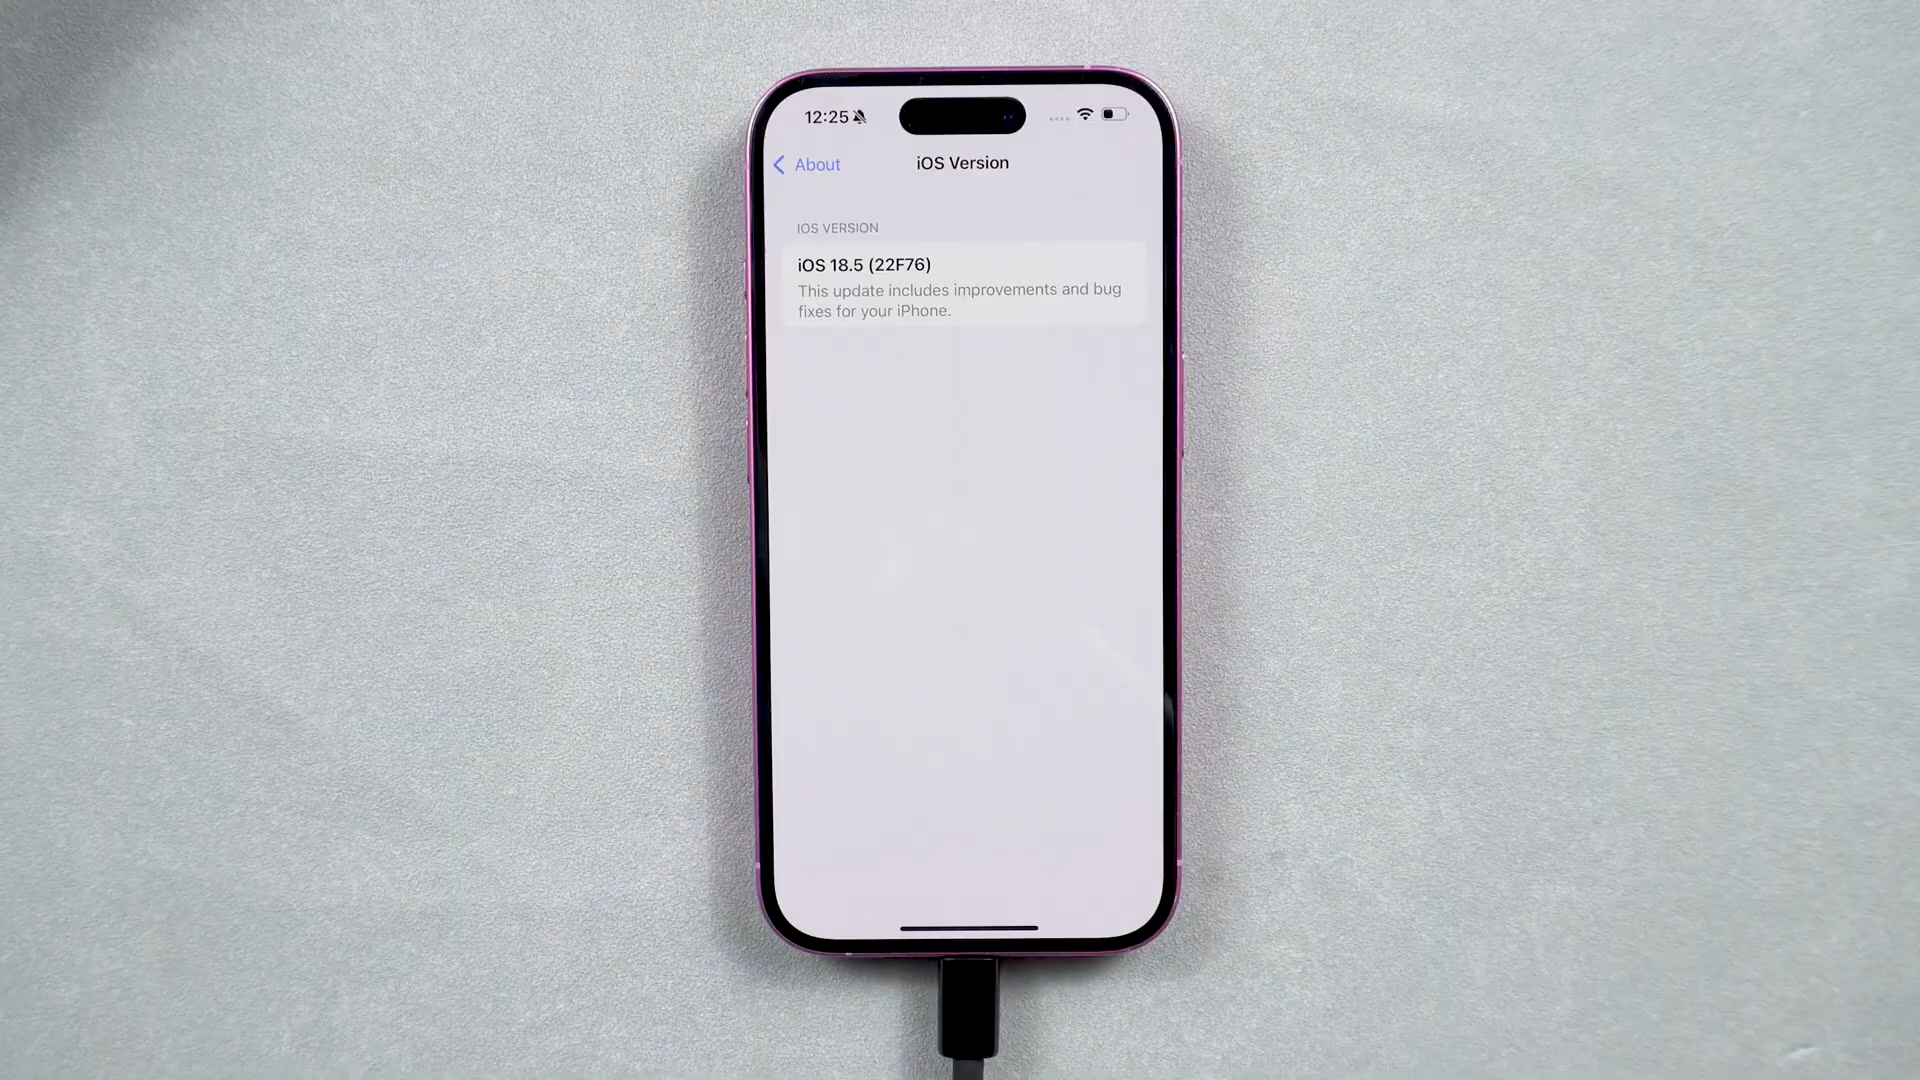 12:25
About
iOS Version
IOS VERSION
iOS 18.5 (22F76)
This update includes improvements and bug
fixes for your iPhone.